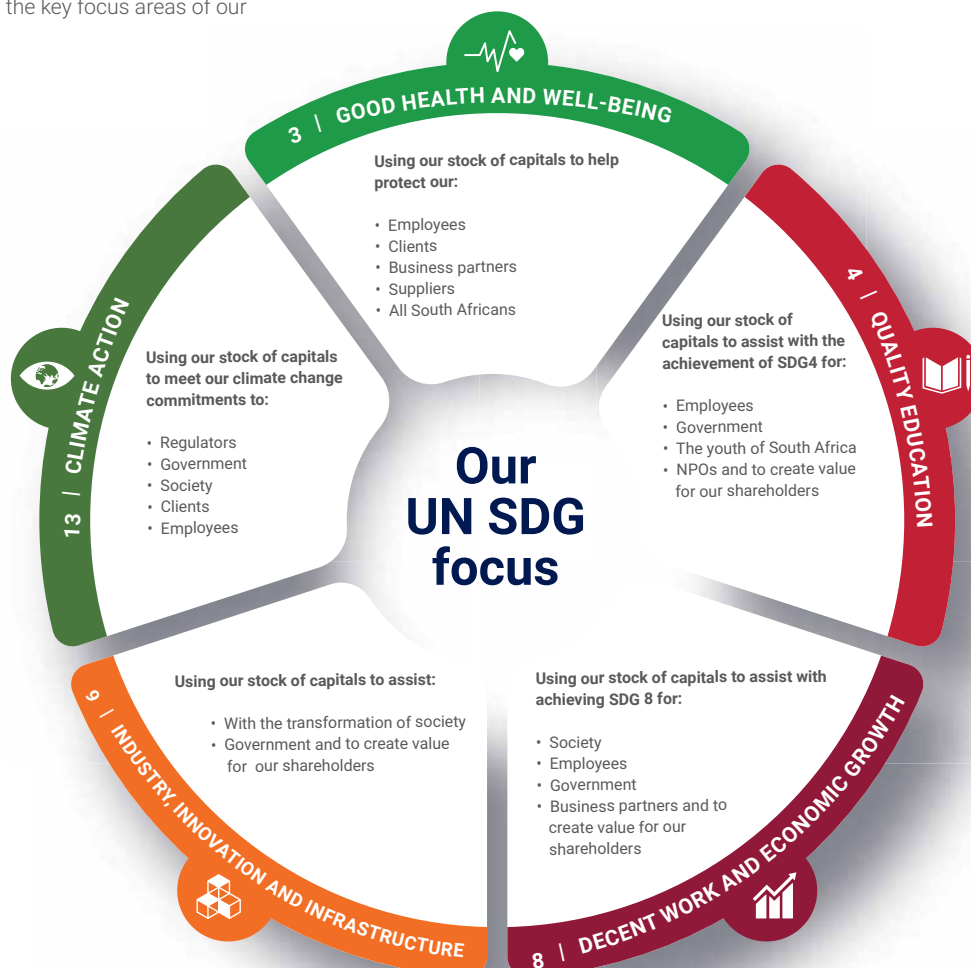 the key focus areas of our
3 | GOOD HEALTH AND WELL-BEING
Using our stock of capitals to help
protect our:
• Employees
• Clients
• Business partners
• Suppliers
• All South Africans
4 | QUALITY EDUCATION
Using our stock of
capitals to assist with the
achievement of SDG4 for:
• Employees
• Government
• The youth of South Africa
• NPOs and to create value
for our shareholders
13 | CLIMATE ACTION
Using our stock of capitals
to meet our climate change
commitments to:
• Regulators
• Government
• Society
• Clients
• Employees
Our
UN SDG
focus
9 | INDUSTRY, INNOVATION AND INFRASTRUCTURE
Using our stock of capitals to assist:
• With the transformation of society
• Government and to create value
for our shareholders
8 | DECENT WORK AND ECONOMIC GROWTH
Using our stock of capitals to assist with
achieving SDG 8 for:
• Society
• Employees
• Government
• Business partners and to
create value for our
shareholders